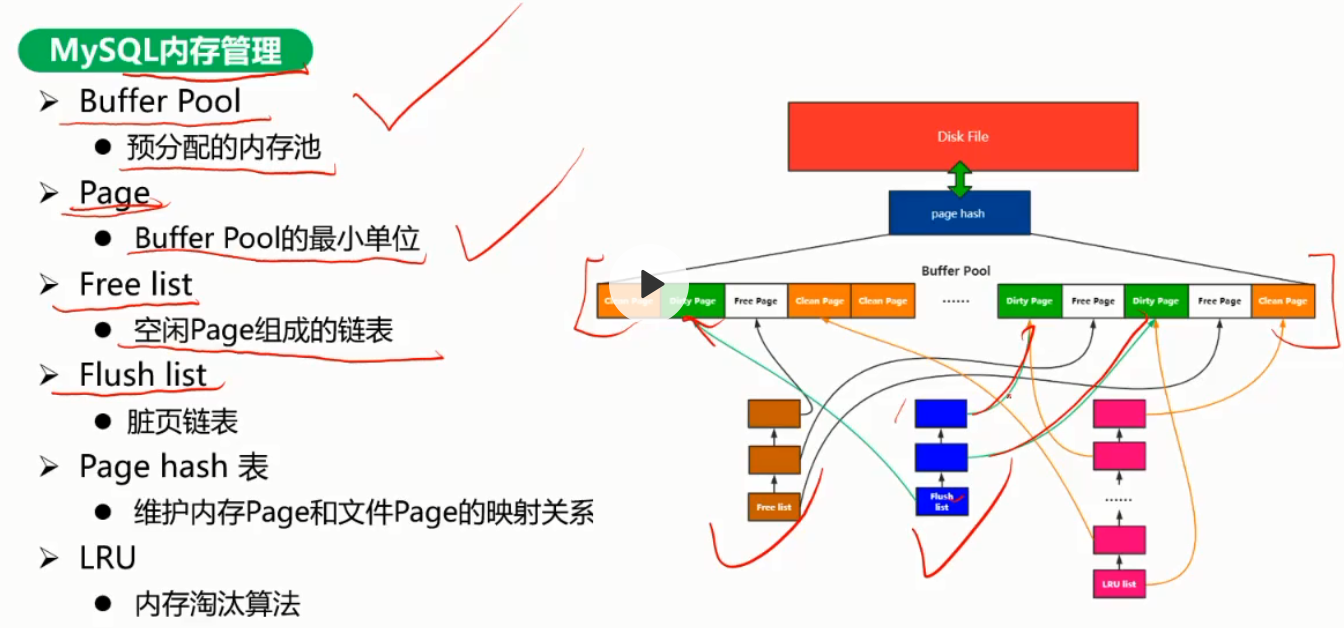 MySQL内存管理
Buffer Pool
预分配的内存池
Page
Buffer Pool的最小单位
Free list
空闲Page组成的链表
Flush list
脏页链表
Page hash 表
维护内存Page和文件Page的映射关系
LRU
内存淘汰算法
Disk File
page hash
Buffer Pool
Clean Page
Dirty Page
Free Page
Clean Page
Clean Page
......
Dirty Page
Free Page
Dirty Page
Free Page
Clean Page
Free list
Flush
list
......
LRU list